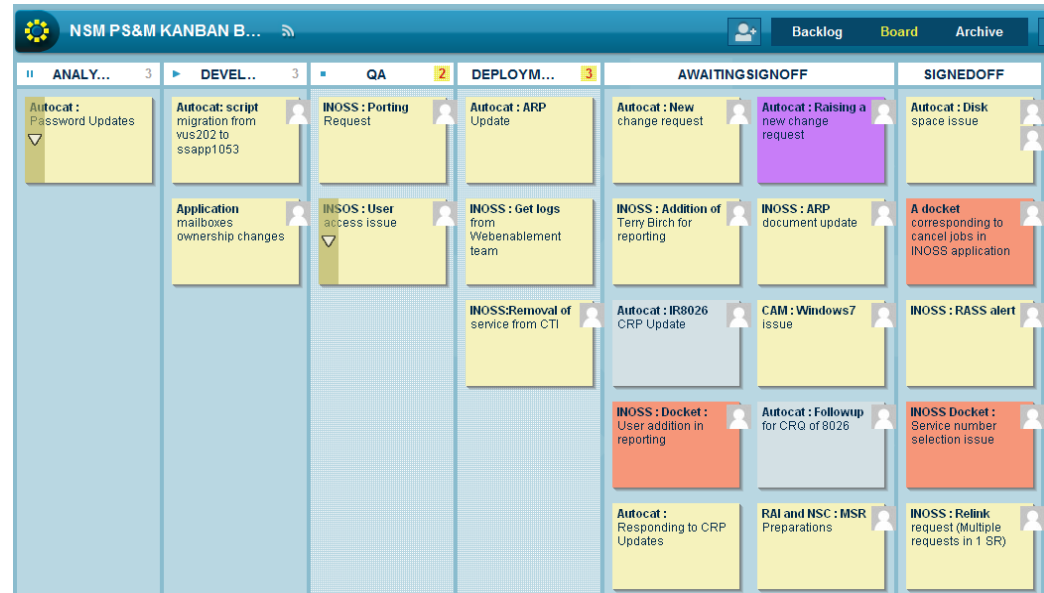 NSM PS&M KANBAN B...
Backlog
Board
Archive
ANALY... 3
DEVEL... 3
QA 2
DEPLOYM... 3
AWAITINGSIGNOFF
SIGNEDOFF
Autocat :
Password Updates
Autocat: script
migration from
vus202 to
ssapp1053
Application
mailboxes
ownership changes
INOSS : Porting
Request
INSOS : User
access issue
Autocat : ARP
Update
INOSS : Get logs
from
Webenablement
team
INOSS:Removal of
service from CTI
Autocat : New
change request
Autocat : Raising a
new change
request
INOSS : Addition of
Terry Birch for
reporting
INOSS : ARP
document update
Autocat : IR8026
CRP Update
CAM : Windows7
issue
INOSS : Docket :
User addition in
reporting
Autocat : Followup
for CRQ of 8026
Autocat :
Responding to CRP
Updates
RAI and NSC : MSR
Preparations
Autocat : Disk
space issue
A docket
corresponding to
cancel jobs in
INOSS application
INOSS : RASS alert
INOSS Docket :
Service number
selection issue
INOSS : Relink
request (Multiple
requests in 1 SR)